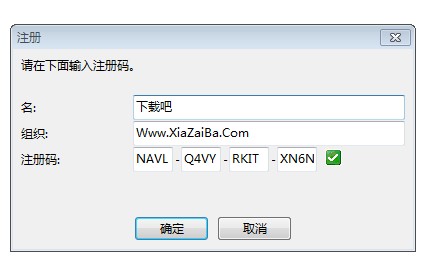 注册
请在下面输入注册码。
名: 下载吧
组织: Www.XiaZaiBa.Com
注册码: NAVL - Q4VY - RKIT - XN6N
确定 取消